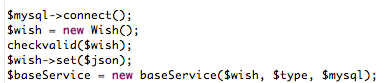 $mysql->connect();
$wish = new Wish();
checkvalid($wish);
$wish->set($json);
$baseService = new baseService($wish, $type, $mysql);